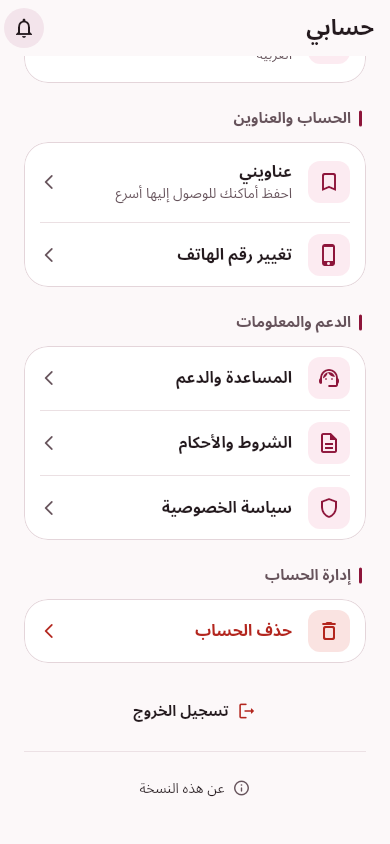 حسابي
العربية
الحساب والعناوين
عناويني
احفظ أماكنك للوصول إليها أسرع
تغيير رقم الهاتف
الدعم والمعلومات
المساعدة والدعم
الشروط والأحكام
سياسة الخصوصية
إدارة الحساب
حذف الحساب
تسجيل الخروج
عن هذه النسخة